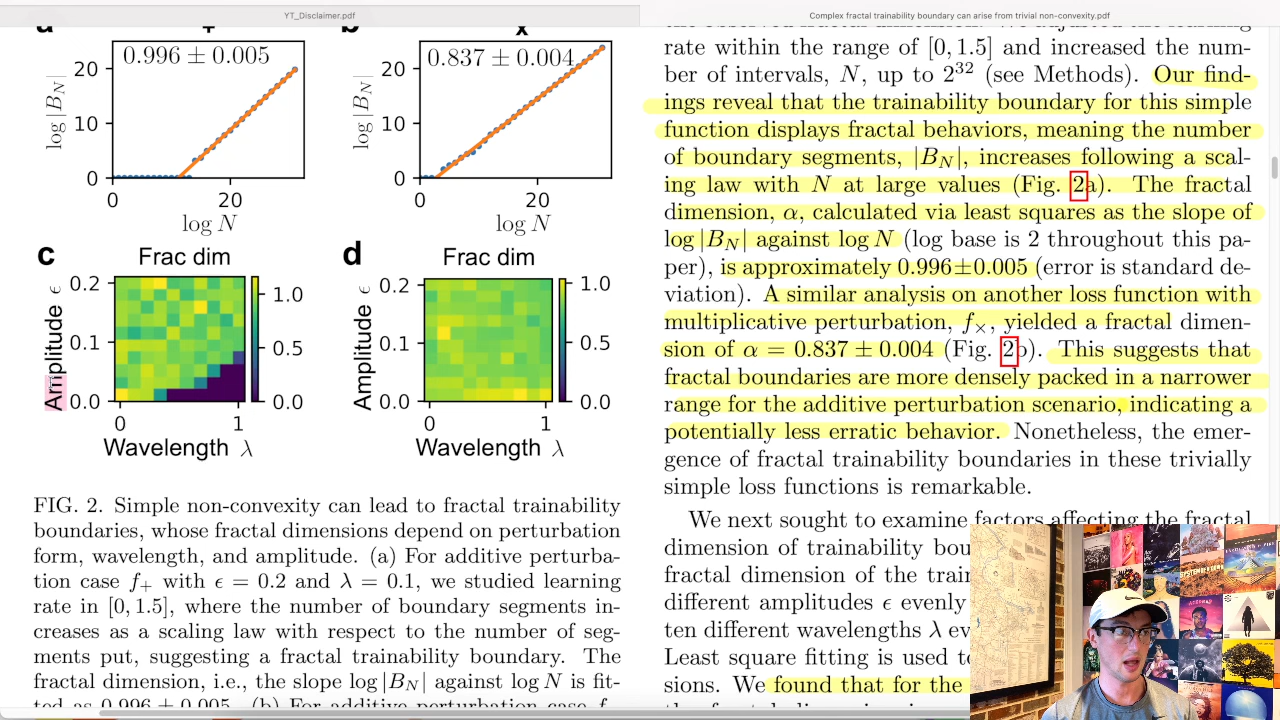 YT_Disclaimer.pdf
Complex fractal trainability boundary can arise from trivial non-convexity.pdf
a
+
b
x
0.996 ± 0.005
log |B_N|
20
10
0
0
20
log N
0.837 ± 0.004
log |B_N|
20
10
0
0
20
log N
c
Frac dim
Amplitude ϵ
0.2
0.1
0.0
0
1
Wavelength λ
1.0
0.5
0.0
d
Frac dim
Amplitude ϵ
0.2
0.1
0.0
0
1
Wavelength λ
1.0
0.5
0.0
FIG. 2. Simple non-convexity can lead to fractal trainability
boundaries, whose fractal dimensions depend on perturbation
form, wavelength, and amplitude. (a) For additive perturba-
tion case f₊ with ϵ = 0.2 and λ = 0.1, we studied learning
rate in [0, 1.5], where the number of boundary segments in-
creases as a scaling law with respect to the number of seg-
ments put, suggesting a fractal trainability boundary. The
fractal dimension, i.e., the slope log |B_N| against log N is fit-
ted as 0.996 ± 0.005. (b) For additive perturbation case f
rate within the range of [0, 1.5] and increased the num-
ber of intervals, N, up to 2³² (see Methods). Our find-
ings reveal that the trainability boundary for this simple
function displays fractal behaviors, meaning the number
of boundary segments, |B_N|, increases following a scal-
ing law with N at large values (Fig. 2a). The fractal
dimension, α, calculated via least squares as the slope of
log |B_N| against log N (log base is 2 throughout this pa-
per), is approximately 0.996±0.005 (error is standard de-
viation). A similar analysis on another loss function with
multiplicative perturbation, f×, yielded a fractal dimen-
sion of α = 0.837 ± 0.004 (Fig. 2b). This suggests that
fractal boundaries are more densely packed in a narrower
range for the additive perturbation scenario, indicating a
potentially less erratic behavior. Nonetheless, the emer-
gence of fractal trainability boundaries in these trivially
simple loss functions is remarkable.
We next sought to examine factors affecting the fractal
dimension of trainability bou
fractal dimension of the train
different amplitudes ϵ evenly
ten different wavelengths λ ev
Least square fitting is used to
sions. We found that for the